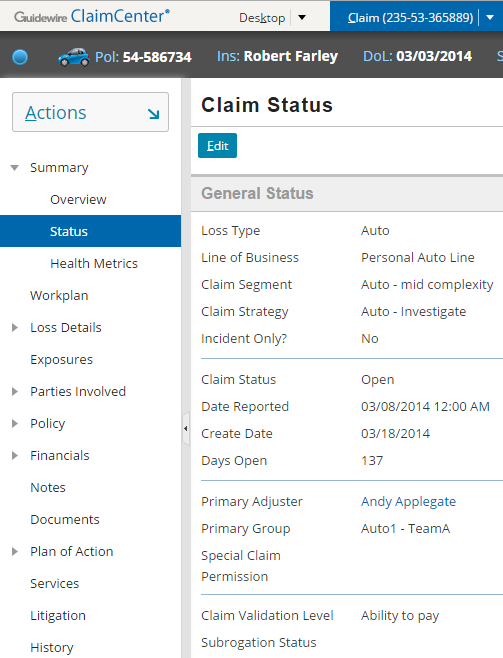 Guidewire ClaimCenter® Desktop Claim (235-53-365889)
Pol: 54-586734 Ins: Robert Farley DoL: 03/03/2014
Actions
Summary
Overview
Status
Health Metrics
Workplan
Loss Details
Exposures
Parties Involved
Policy
Financials
Notes
Documents
Plan of Action
Services
Litigation
History
Claim Status
Edit
General Status
Loss Type Auto
Line of Business Personal Auto Line
Claim Segment Auto - mid complexity
Claim Strategy Auto - Investigate
Incident Only? No
Claim Status Open
Date Reported 03/08/2014 12:00 AM
Create Date 03/18/2014
Days Open 137
Primary Adjuster Andy Applegate
Primary Group Auto1 - TeamA
Special Claim
Permission
Claim Validation Level Ability to pay
Subrogation Status